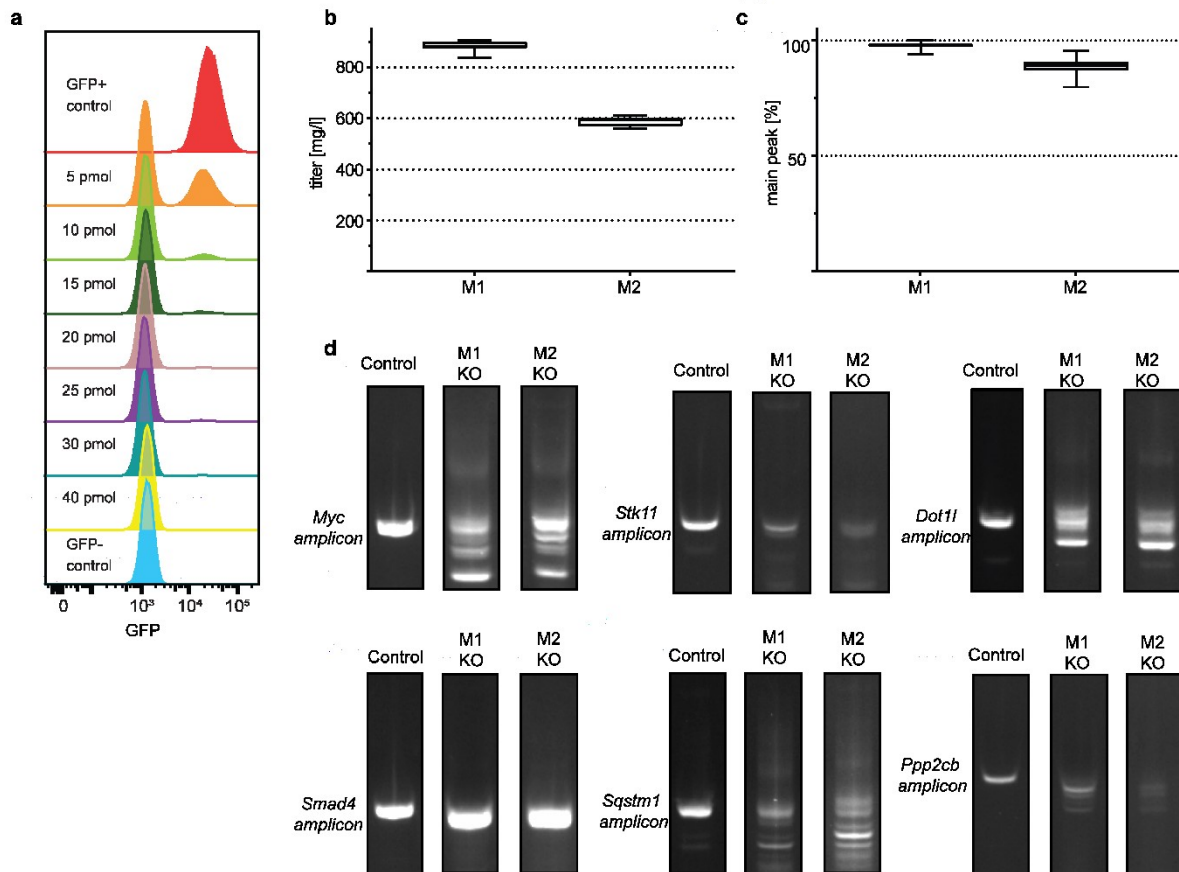 a
GFP+
control
5 pmol
10 pmol
15 pmol
20 pmol
25 pmol
30 pmol
40 pmol
GFP-
control
0
10³
10⁴
10⁵
GFP
b
titer [mg/l]
800
600
400
200
M1
M2
c
main peak [%]
100
50
M1
M2
d
Control
M1
KO
M2
KO
Myc
amplicon
Control
M1
KO
M2
KO
Stk11
amplicon
Control
M1
KO
M2
KO
Dot1l
amplicon
Control
M1
KO
M2
KO
Smad4
amplicon
Control
M1
KO
M2
KO
Sqstm1
amplicon
Control
M1
KO
M2
KO
Ppp2cb
amplicon